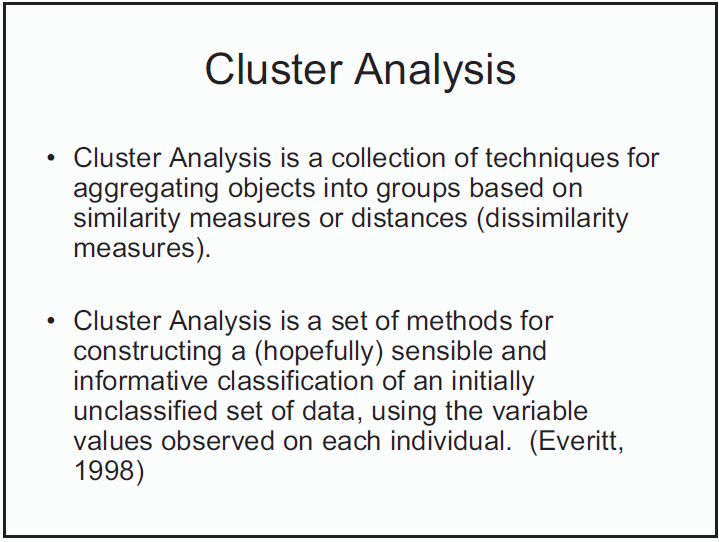 Cluster Analysis
• Cluster Analysis is a collection of techniques for
aggregating objects into groups based on
similarity measures or distances (dissimilarity
measures).
• Cluster Analysis is a set of methods for
constructing a (hopefully) sensible and
informative classification of an initially
unclassified set of data, using the variable
values observed on each individual.  (Everitt,
1998)